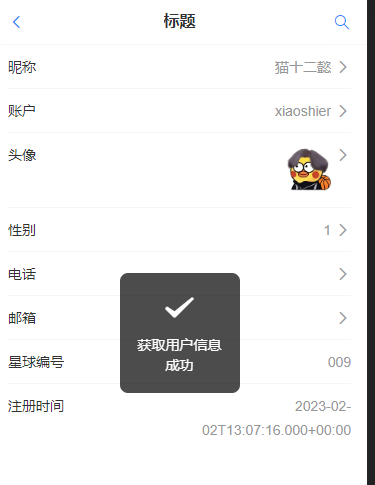 标题
昵称 猫十二懿
账户 xiaoshier
头像
性别 1
电话
邮箱
获取用户信息
成功
星球编号 009
注册时间 2023-02-
02T13:07:16.000+00:00